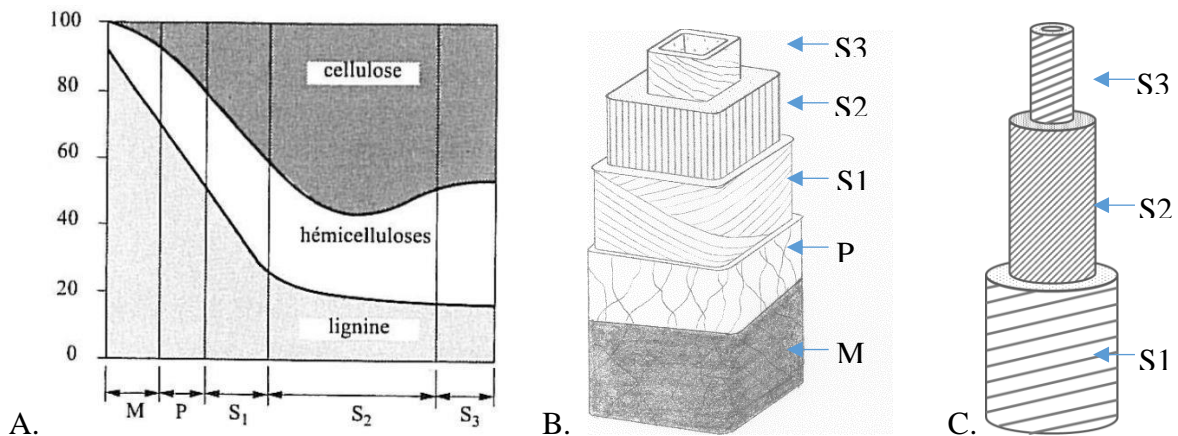 100
80
60
40
20
0
cellulose
hémicelluloses
lignine
M P S₁ S₂ S₃
A.
S3
S2
S1
P
M
B.
S3
S2
S1
C.